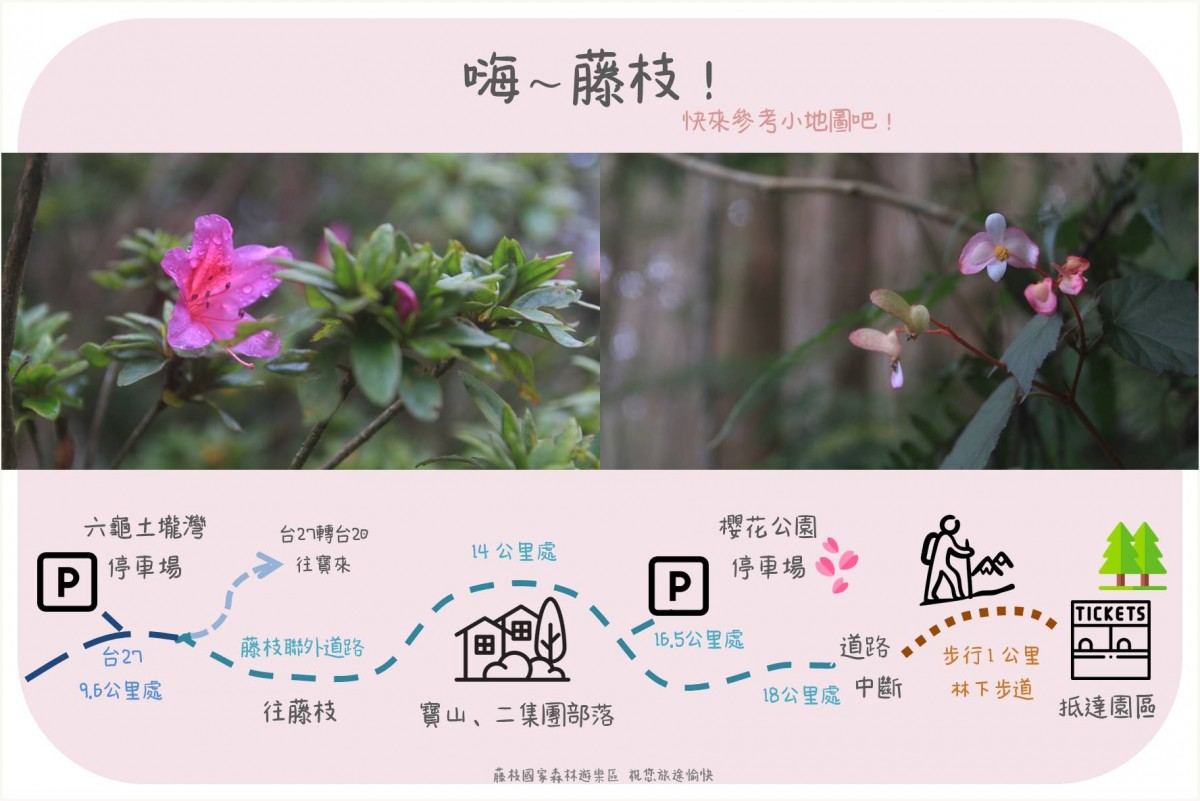 嗨~藤枝！
快來參考小地圖吧！
六龜土壠灣
停車場
P
台27轉台20
往寶來
台27
9.6公里處
藤枝聯外道路
往藤枝
14 公里處
寶山、二集團部落
櫻花公園
停車場
P
16.5公里處
18公里處
道路
中斷
步行1 公里
林下步道
TICKETS
抵達園區
藤枝國家森林遊樂區 祝您旅途愉快